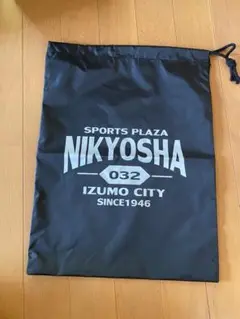 SPORTS PLAZA
NIKYOSHA
032
IZUMO CITY
SINCE1946